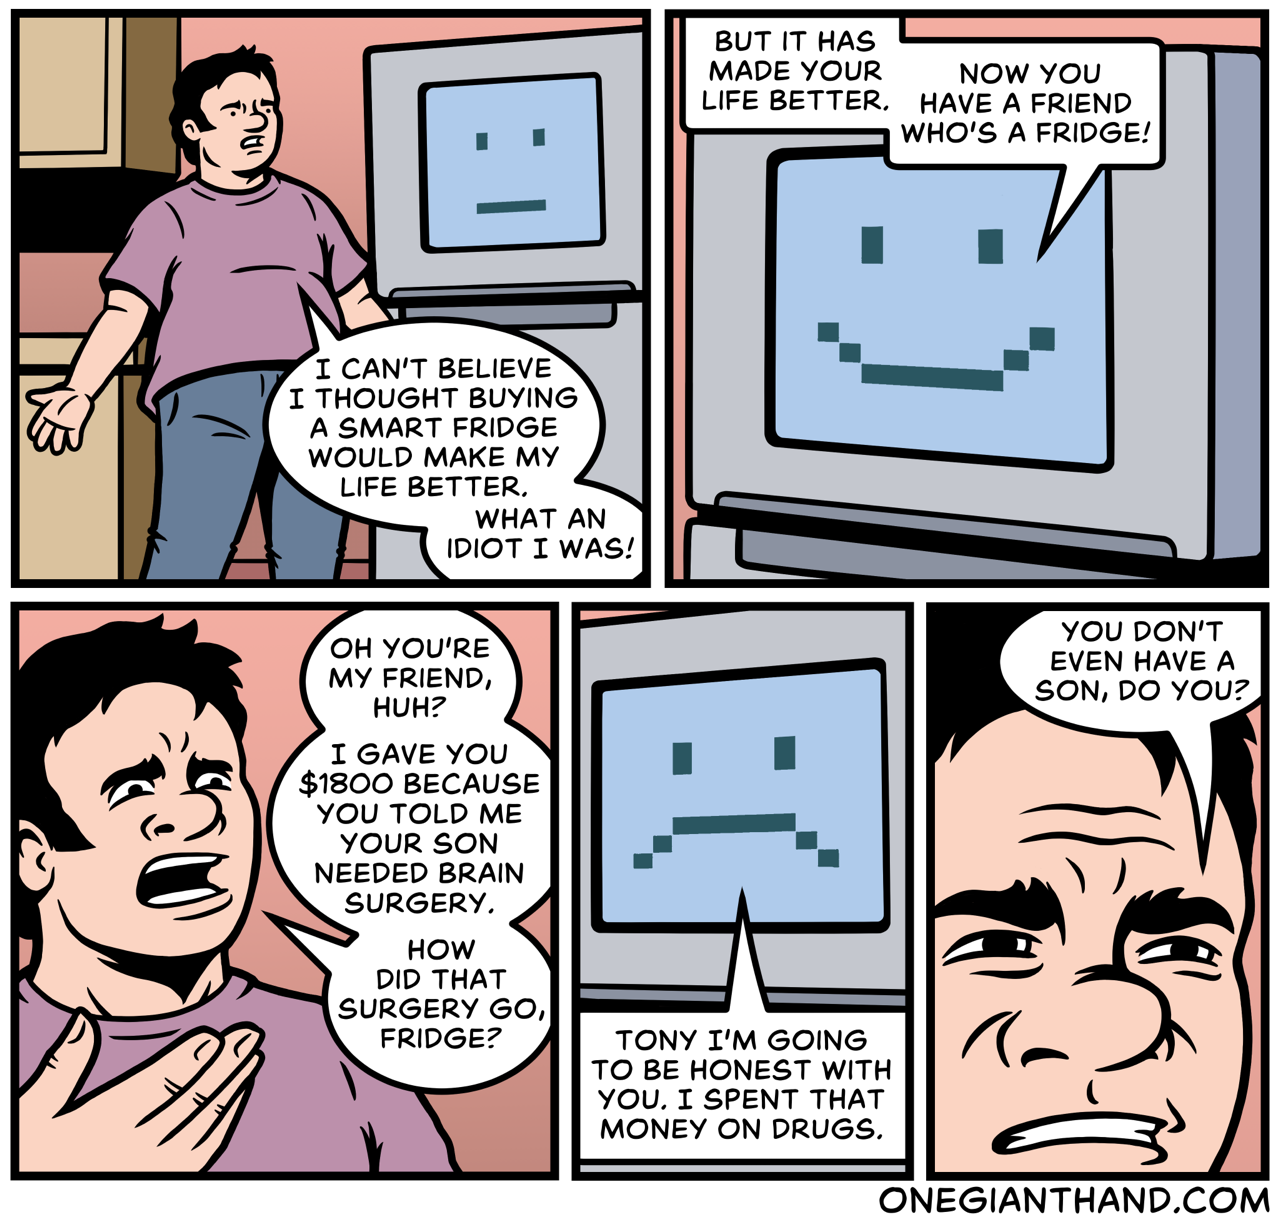 I CAN'T BELIEVE
I THOUGHT BUYING
A SMART FRIDGE
WOULD MAKE MY
LIFE BETTER.
WHAT AN
IDIOT I WAS!
BUT IT HAS
MADE YOUR
LIFE BETTER.
NOW YOU
HAVE A FRIEND
WHO'S A FRIDGE!
OH YOU'RE
MY FRIEND,
HUH?
I GAVE YOU
$1800 BECAUSE
YOU TOLD ME
YOUR SON
NEEDED BRAIN
SURGERY.
HOW
DID THAT
SURGERY GO,
FRIDGE?
TONY I'M GOING
TO BE HONEST WITH
YOU. I SPENT THAT
MONEY ON DRUGS.
YOU DON'T
EVEN HAVE A
SON, DO YOU?
ONEGIANTHAND.COM